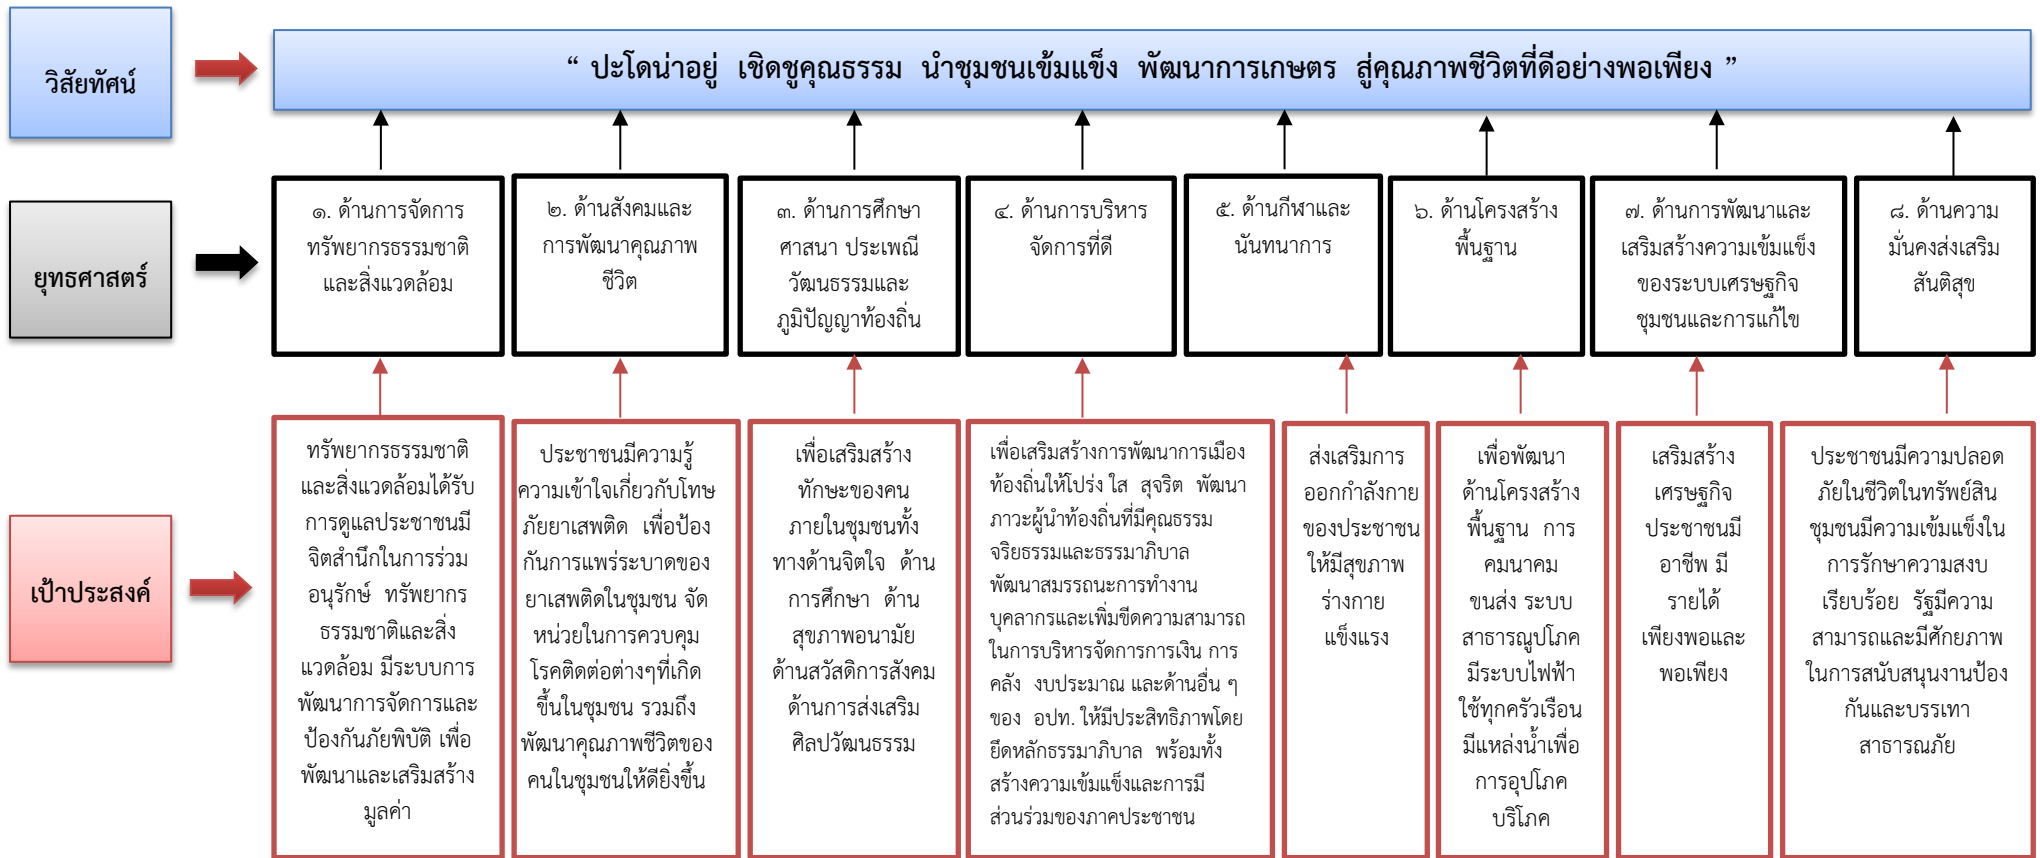 วิสัยทัศน์
“ ปะโดน่าอยู่ เชิดชูคุณธรรม นำชุมชนเข้มแข็ง พัฒนาการเกษตร สู่คุณภาพชีวิตที่ดีอย่างพอเพียง ”
ยุทธศาสตร์
๑. ด้านการจัดการ
ทรัพยากรธรรมชาติ
และสิ่งแวดล้อม
๒. ด้านสังคมและ
การพัฒนาคุณภาพ
ชีวิต
๓. ด้านการศึกษา
ศาสนา ประเพณี
วัฒนธรรมและ
ภูมิปัญญาท้องถิ่น
๔. ด้านการบริหาร
จัดการที่ดี
๕. ด้านกีฬาและ
นันทนาการ
๖. ด้านโครงสร้าง
พื้นฐาน
๗. ด้านการพัฒนาและ
เสริมสร้างความเข้มแข็ง
ของระบบเศรษฐกิจ
ชุมชนและการแก้ไข
๘. ด้านความ
มั่นคงส่งเสริม
สันติสุข
เป้าประสงค์
ทรัพยากรธรรมชาติ
และสิ่งแวดล้อมได้รับ
การดูแลประชาชนมี
จิตสำนึกในการร่วม
อนุรักษ์ ทรัพยากร
ธรรมชาติและสิ่ง
แวดล้อม มีระบบการ
พัฒนาการจัดการและ
ป้องกันภัยพิบัติ เพื่อ
พัฒนาและเสริมสร้าง
มูลค่า
ประชาชนมีความรู้
ความเข้าใจเกี่ยวกับโทษ
ภัยยาเสพติด เพื่อป้อง
กันการแพร่ระบาดของ
ยาเสพติดในชุมชน จัด
หน่วยในการควบคุม
โรคติดต่อต่างๆที่เกิด
ขึ้นในชุมชน รวมถึง
พัฒนาคุณภาพชีวิตของ
คนในชุมชนให้ดียิ่งขึ้น
เพื่อเสริมสร้าง
ทักษะของคน
ภายในชุมชนทั้ง
ทางด้านจิตใจ ด้าน
การศึกษา ด้าน
สุขภาพอนามัย
ด้านสวัสดิการสังคม
ด้านการส่งเสริม
ศิลปวัฒนธรรม
เพื่อเสริมสร้างการพัฒนาการเมือง
ท้องถิ่นให้โปร่ง ใส สุจริต พัฒนา
ภาวะผู้นำท้องถิ่นที่มีคุณธรรม
จริยธรรมและธรรมาภิบาล
พัฒนาสมรรถนะการทำงาน
บุคลากรและเพิ่มขีดความสามารถ
ในการบริหารจัดการการเงิน การ
คลัง งบประมาณ และด้านอื่น ๆ
ของ อปท. ให้มีประสิทธิภาพโดย
ยึดหลักธรรมาภิบาล พร้อมทั้ง
สร้างความเข้มแข็งและการมี
ส่วนร่วมของภาคประชาชน
ส่งเสริมการ
ออกกำลังกาย
ของประชาชน
ให้มีสุขภาพ
ร่างกาย
แข็งแรง
เพื่อพัฒนา
ด้านโครงสร้าง
พื้นฐาน การ
คมนาคม
ขนส่ง ระบบ
สาธารณูปโภค
มีระบบไฟฟ้า
ใช้ทุกครัวเรือน
มีแหล่งน้ำเพื่อ
การอุปโภค
บริโภค
เสริมสร้าง
เศรษฐกิจ
ประชาชนมี
อาชีพ มี
รายได้
เพียงพอและ
พอเพียง
ประชาชนมีความปลอด
ภัยในชีวิตในทรัพย์สิน
ชุมชนมีความเข้มแข็งใน
การรักษาความสงบ
เรียบร้อย รัฐมีความ
สามารถและมีศักยภาพ
ในการสนับสนุนงานป้อง
กันและบรรเทา
สาธารณภัย